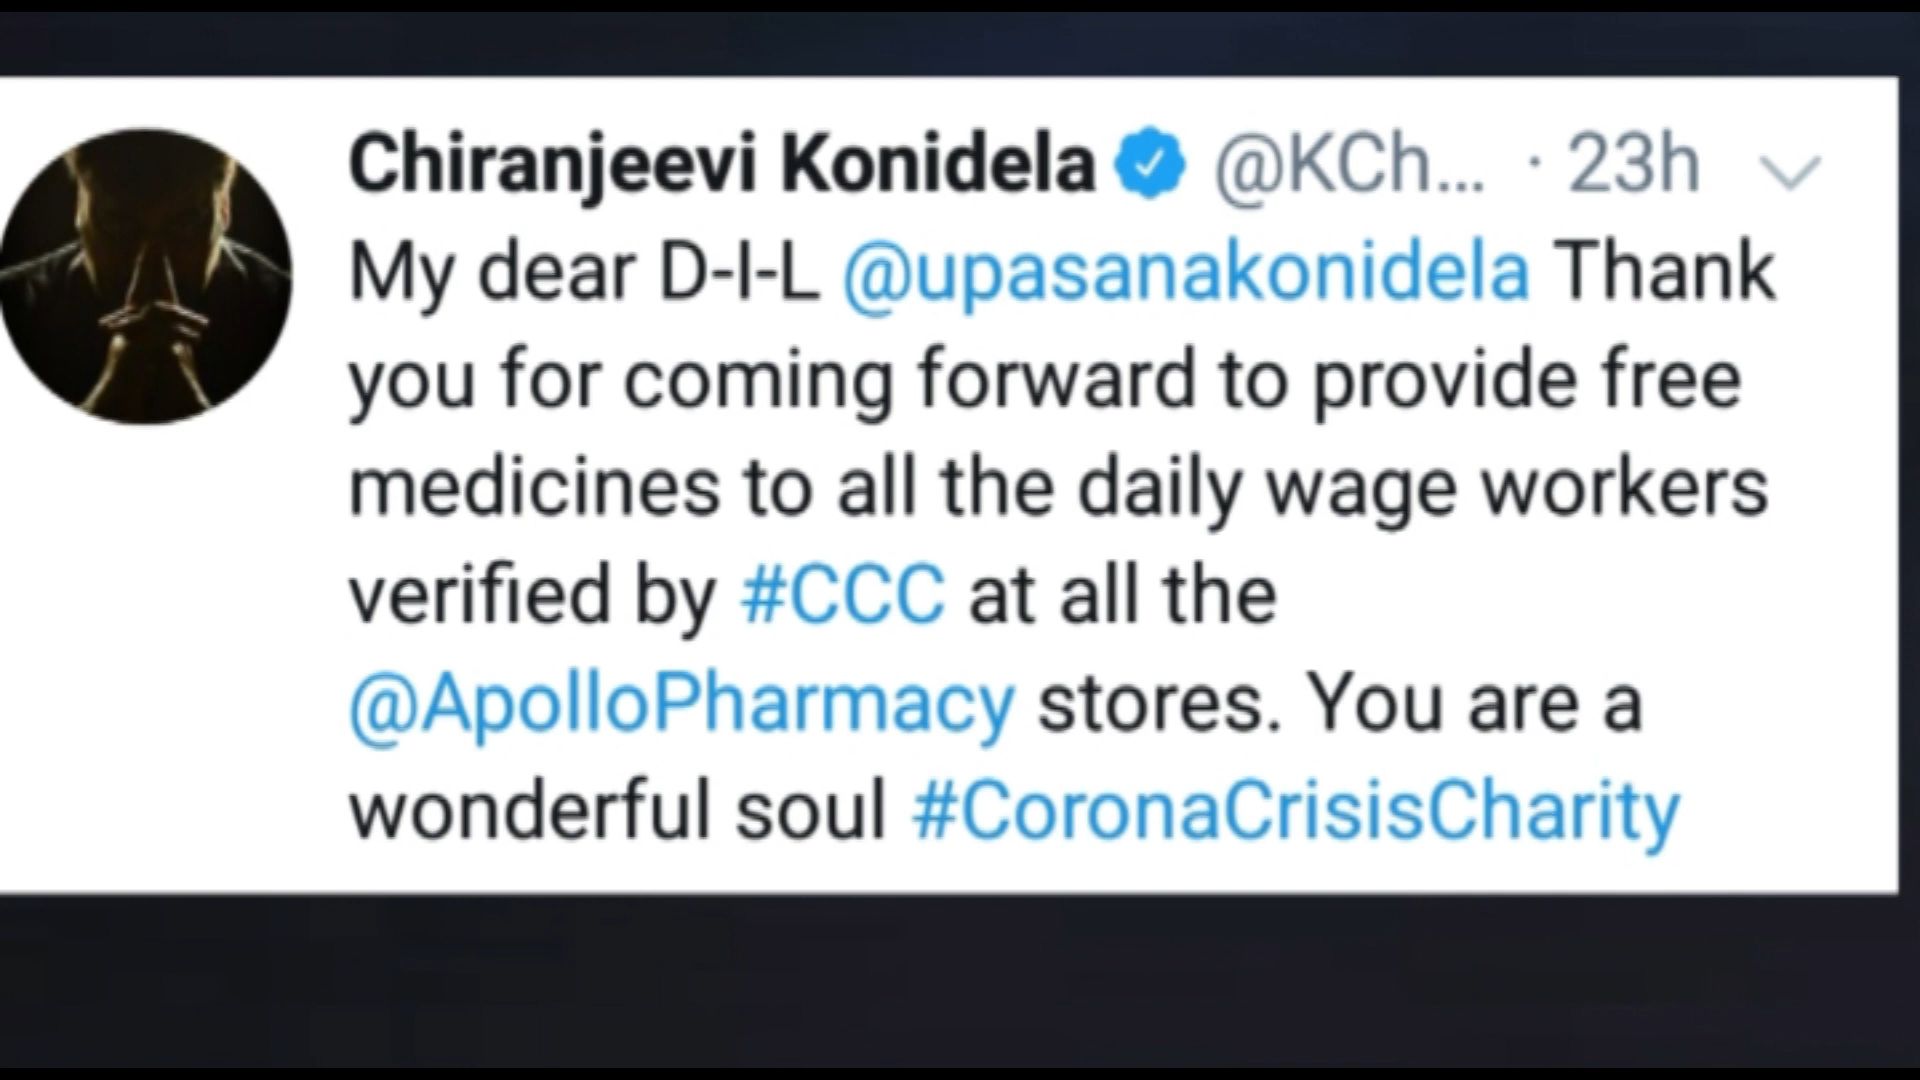 Chiranjeevi Konidela @KCh... · 23h
My dear D-I-L @upasanakonidela Thank
you for coming forward to provide free
medicines to all the daily wage workers
verified by #CCC at all the
@ApolloPharmacy stores. You are a
wonderful soul #CoronaCrisisCharity